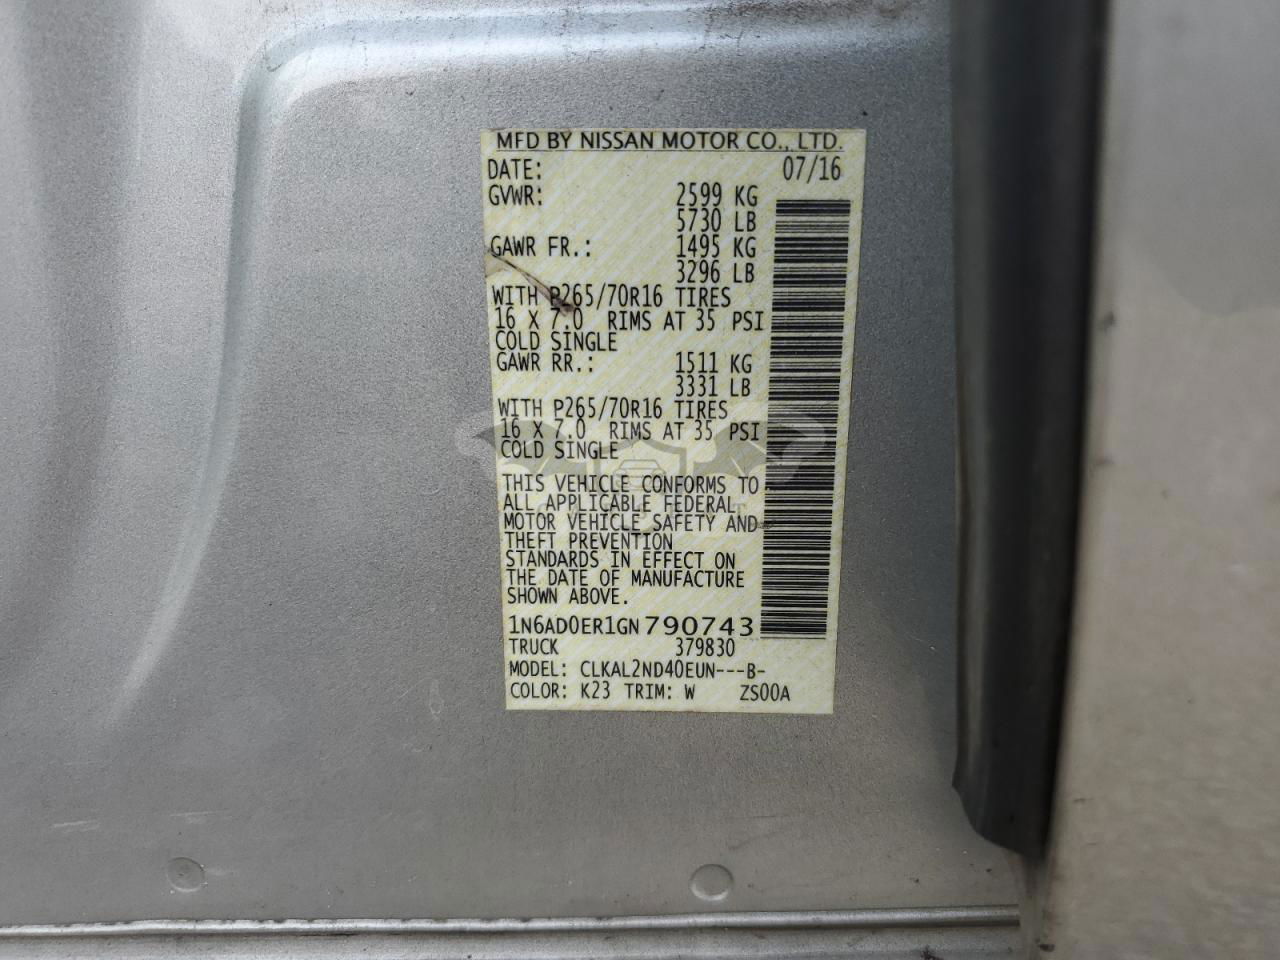 MFD BY NISSAN MOTOR CO., LTD.
DATE: 07/16
GVWR: 2599 KG
5730 LB
GAWR FR.: 1495 KG
3296 LB
WITH P265/70R16 TIRES
16 X 7.0 RIMS AT 35 PSI
COLD SINGLE
GAWR RR.: 1511 KG
3331 LB
WITH P265/70R16 TIRES
16 X 7.0 RIMS AT 35 PSI
COLD SINGLE
THIS VEHICLE CONFORMS TO
ALL APPLICABLE FEDERAL
MOTOR VEHICLE SAFETY AND
THEFT PREVENTION
STANDARDS IN EFFECT ON
THE DATE OF MANUFACTURE
SHOWN ABOVE.
1N6AD0ER1GN790743
TRUCK 379830
MODEL: CLKAL2ND40EUN---B-
COLOR: K23 TRIM: W ZS00A